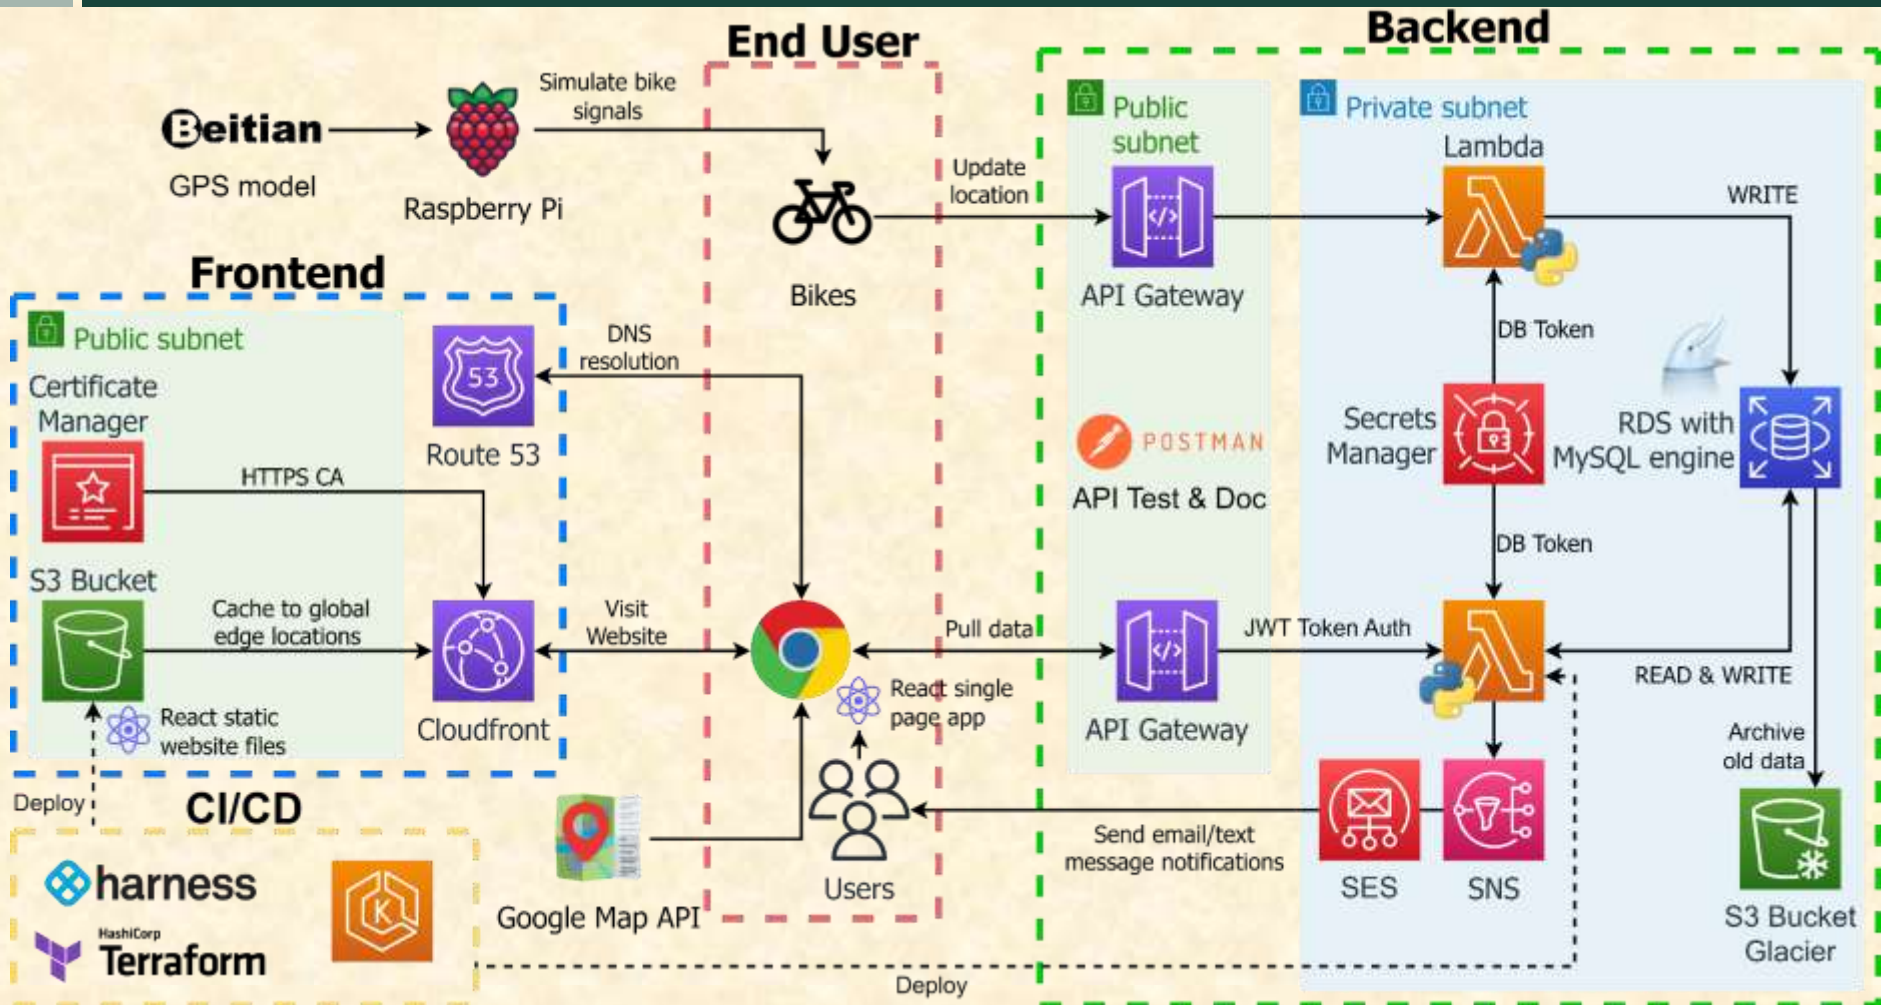 End User
Backend
Simulate bike
signals
Beitian
GPS model
Raspberry Pi
Bikes
Update
location
Public
subnet
API Gateway
Private subnet
Lambda
WRITE
DB Token
Frontend
Public subnet
Certificate
Manager
HTTPS CA
53
Route 53
DNS
resolution
POSTMAN
API Test & Doc
Secrets
Manager
RDS with
MySQL engine
DB Token
S3 Bucket
Cache to global
edge locations
Cloudfront
Visit
Website
Pull data
</>
</>
JWT Token Auth
READ & WRITE
React static
website files
React single
page app
API Gateway
Archive
old data
Deploy
CI/CD
harness
HashiCorp
Terraform
K
Google Map API
Users
Send email/text
message notifications
SES
SNS
S3 Bucket
Glacier
Deploy